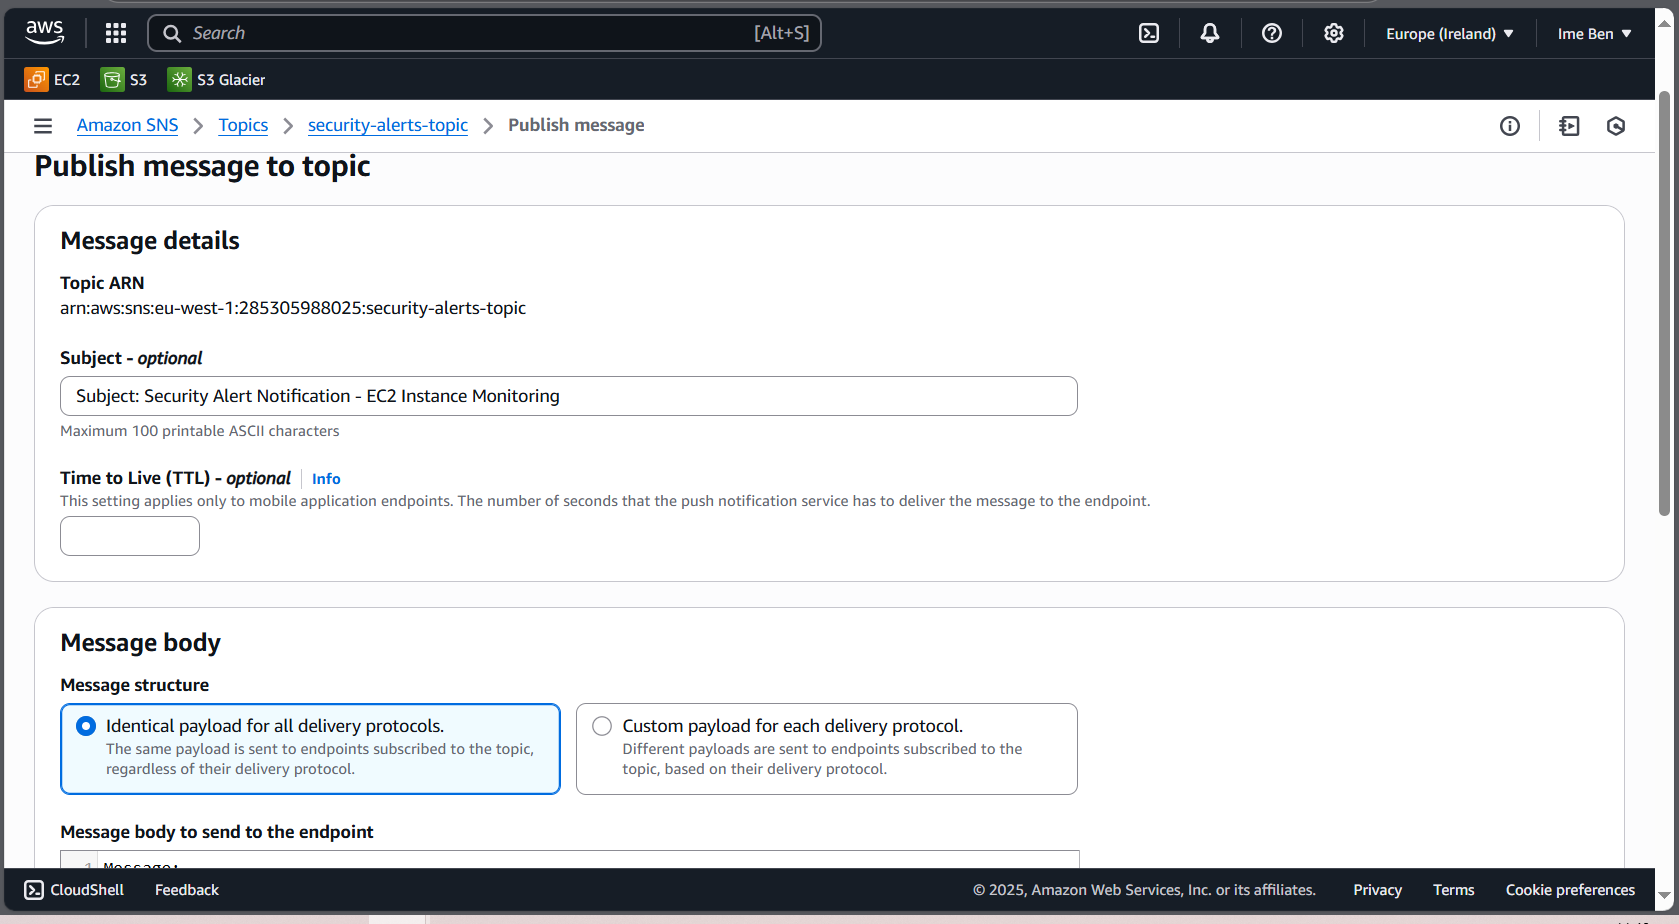 aws
Search [Alt+S]
Europe (Ireland)
Ime Ben
EC2
S3
S3 Glacier
Amazon SNS
Topics
security-alerts-topic
Publish message
Publish message to topic
Message details
Topic ARN
arn:aws:sns:eu-west-1:285305988025:security-alerts-topic
Subject - optional
Subject: Security Alert Notification - EC2 Instance Monitoring
Maximum 100 printable ASCII characters
Time to Live (TTL) - optional Info
This setting applies only to mobile application endpoints. The number of seconds that the push notification service has to deliver the message to the endpoint.
Message body
Message structure
Identical payload for all delivery protocols.
The same payload is sent to endpoints subscribed to the topic,
regardless of their delivery protocol.
Custom payload for each delivery protocol.
Different payloads are sent to endpoints subscribed to the
topic, based on their delivery protocol.
Message body to send to the endpoint
1 Message:
CloudShell
Feedback
© 2025, Amazon Web Services, Inc. or its affiliates.
Privacy
Terms
Cookie preferences